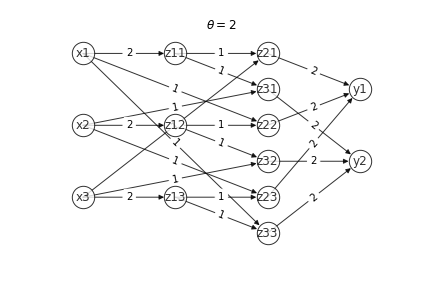 θ = 2
x1 2 z11 1 z21
1 2 y1
1 z31
1 2
x2 2 z12 1 z22 2
1 1 2
1 z32 2 y2
x3 2 z13 1 z23
1 1 2
z33